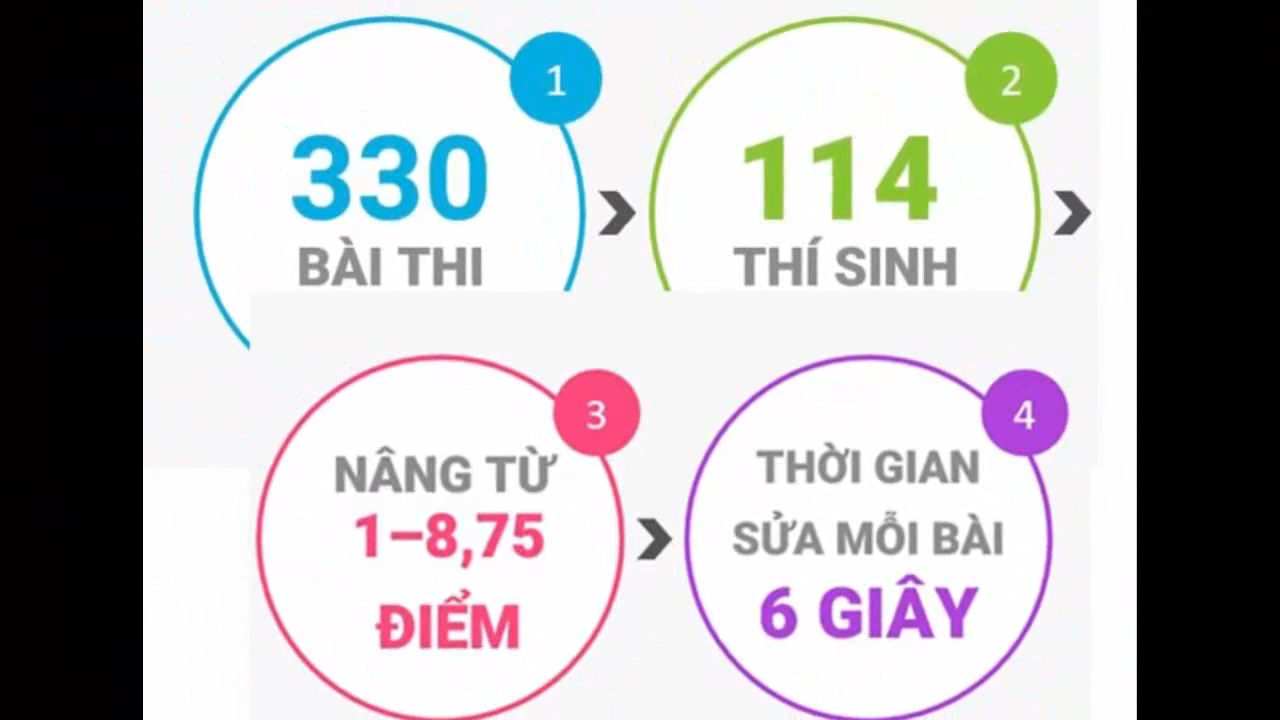 1
330
BÀI THI
2
114
THÍ SINH
3
NÂNG TỪ
1–8,75
ĐIỂM
4
THỜI GIAN
SỬA MỖI BÀI
6 GIÂY